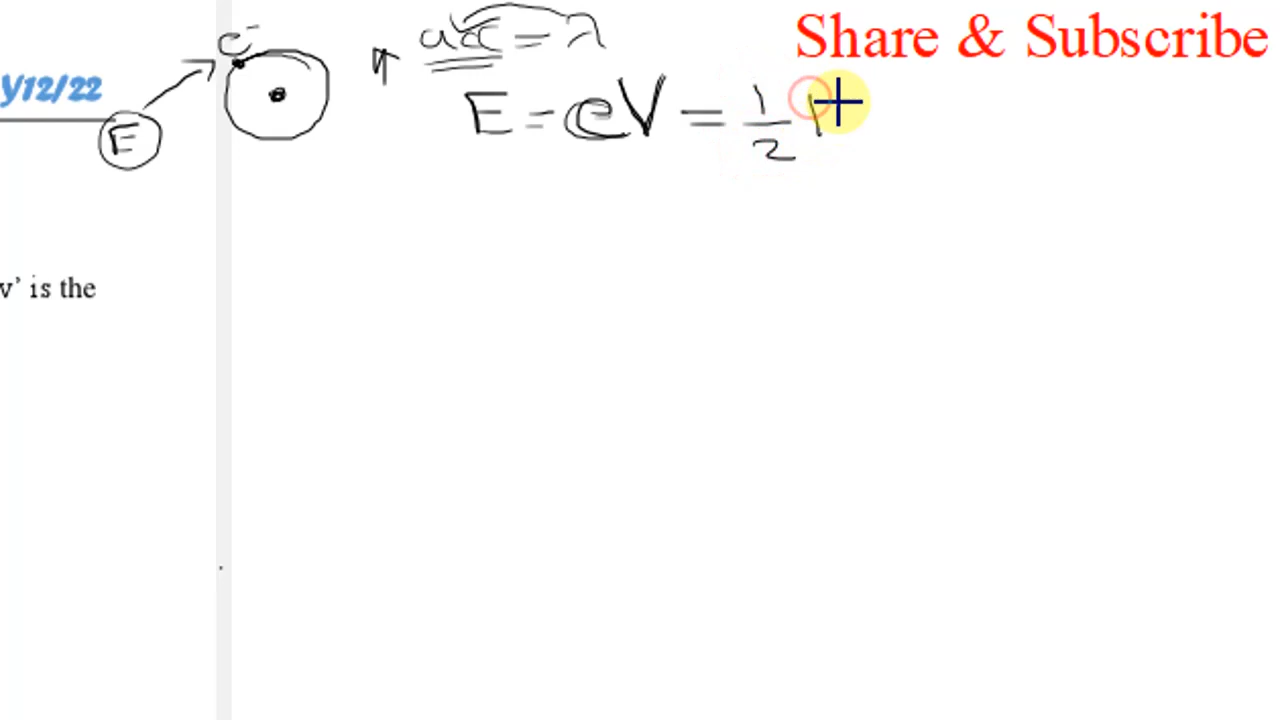 Share & Subscribe
Y12/22
e⁻
E
= λ
E = eV = 1/2
v' is the